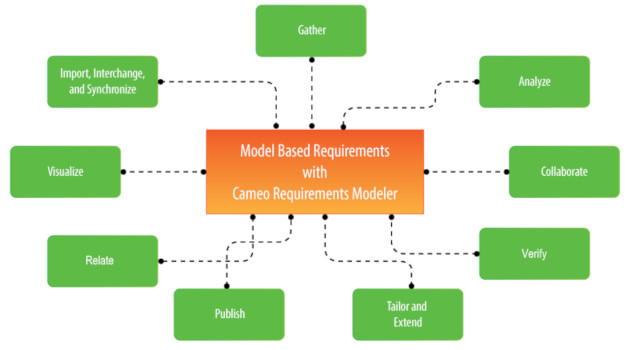 Gather
Import, Interchange,
and Synchronize
Analyze
Model Based Requirements
with
Cameo Requirements Modeler
Visualize
Collaborate
Relate
Verify
Publish
Tailor and
Extend